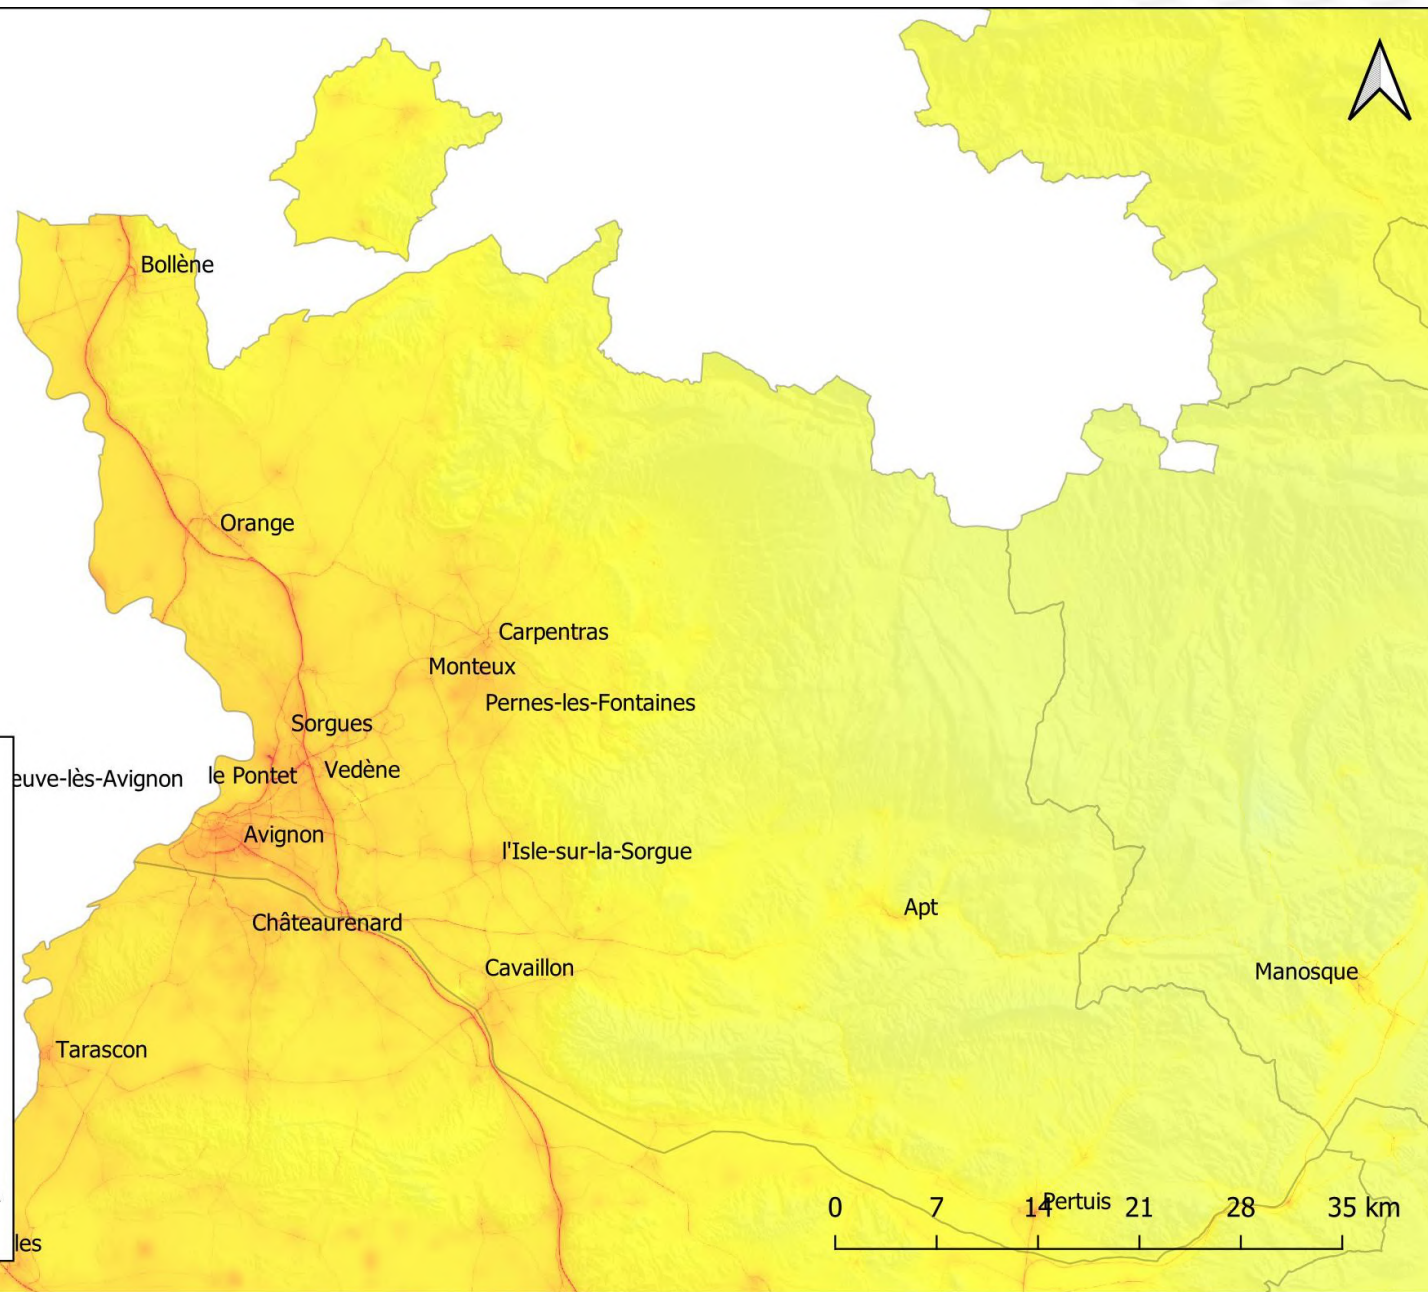 Bollène
Orange
Carpentras
Monteux
Pernes-les-Fontaines
Sorgues
euve-lès-Avignon
le Pontet
Vedène
Avignon
l'Isle-sur-la-Sorgue
Apt
Châteaurenard
Cavaillon
Manosque
Tarascon
Pertuis
0 7 14 21 28 35 km
les